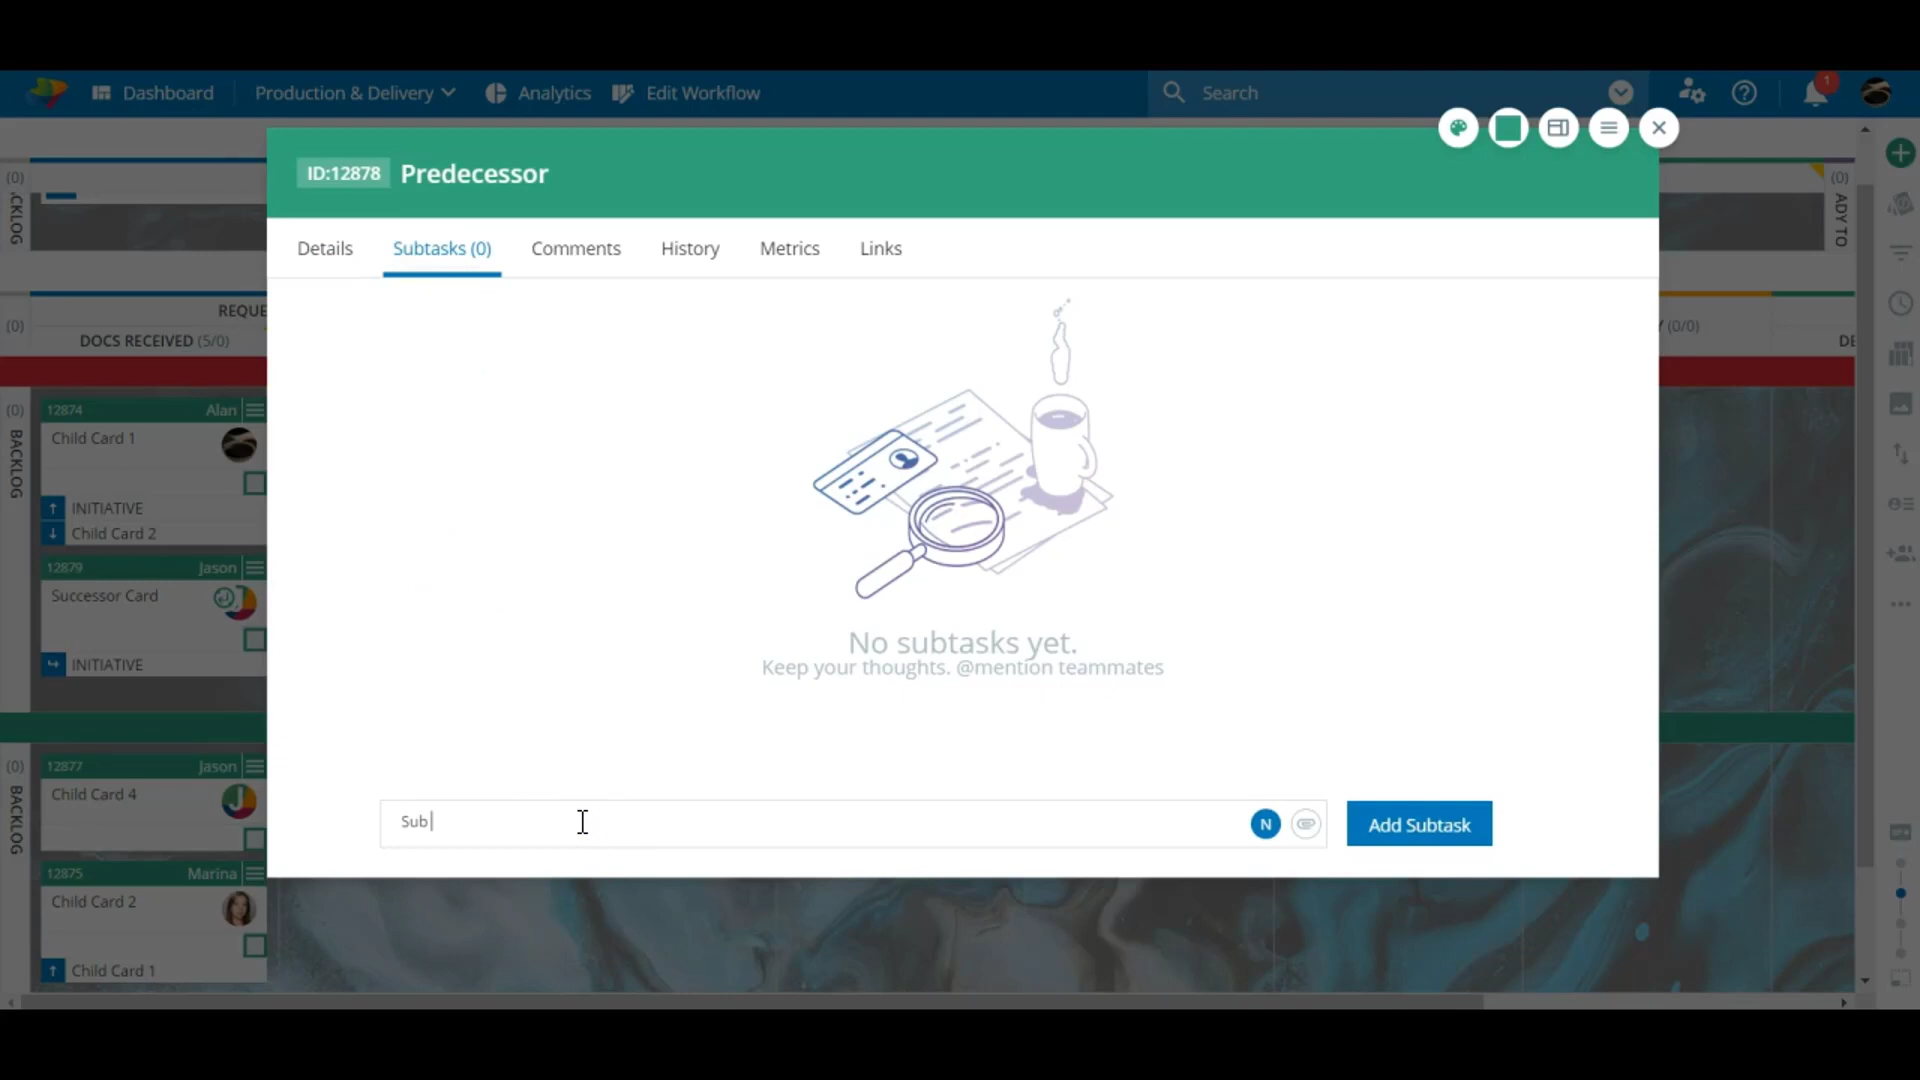 Dashboard
Production & Delivery
Analytics
Edit Workflow
Search
1
ID:12878
Predecessor
Details
Subtasks (0)
Comments
History
Metrics
Links
No subtasks yet.
Keep your thoughts. @mention teammates
Sub
N
Add Subtask
(0)
(0)
ADY TO
REQUE
(0)
DOCS RECEIVED (5/0)
(0/0)
DE
(0)
BACKLOG
12874
Alan
Child Card 1
INITIATIVE
Child Card 2
12879
Jason
Successor Card
INITIATIVE
(0)
BACKLOG
12877
Jason
Child Card 4
J
12875
Marina
Child Card 2
Child Card 1